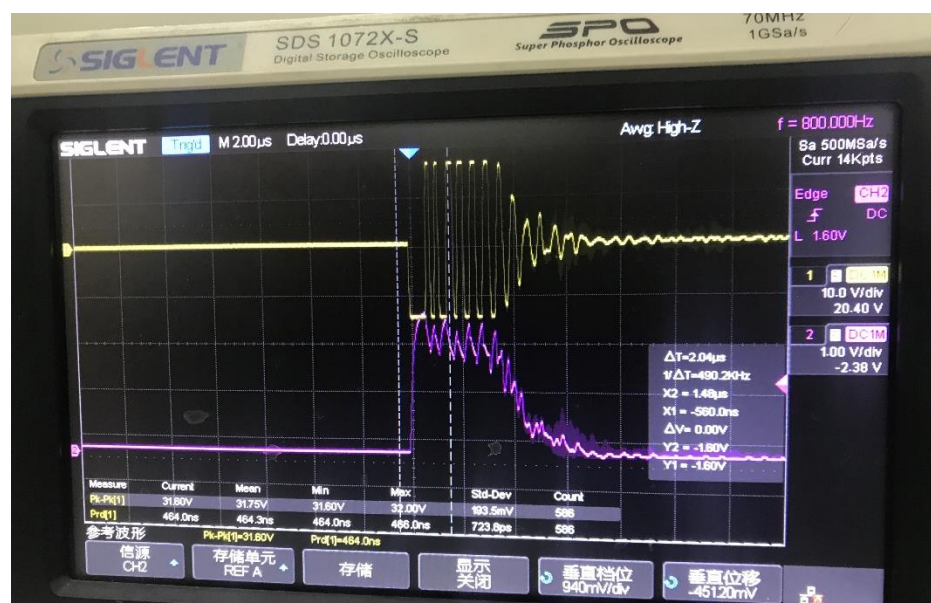 SIGLENT
SDS 1072X-S
Digital Storage Oscilloscope
SPO
Super Phosphor Oscilloscope
70MHz
1GSa/s
SIGLENT Trig'd M 2.00μs Delay:0.00μs Awg: High-Z f = 800.000Hz
Sa 500MSa/s
Curr 14Kpts
Edge CH2
DC
L 1.60V
1 DC1M
10.0 V/div
20.40 V
2 DC1M
1.00 V/div
-2.38 V
ΔT=2.04μs
1/ΔT=490.2KHz
X2 = 1.48μs
X1 = -560.0ns
ΔV= 0.00V
Y2 = -1.60V
Y1 = -1.60V
Measure Current Mean Min Max Std-Dev Count
Pk-Pk[1] 31.60V 31.75V 31.60V 32.00V 193.5mV 586
Prd[1] 464.0ns 464.3ns 464.0ns 466.0ns 723.8ps 586
参考波形 Pk-Pk[1]=31.60V Prd[1]=464.0ns
信源
CH2
存储单元
REF A
存储
显示
关闭
垂直档位
940mV/div
垂直位移
-451.20mV